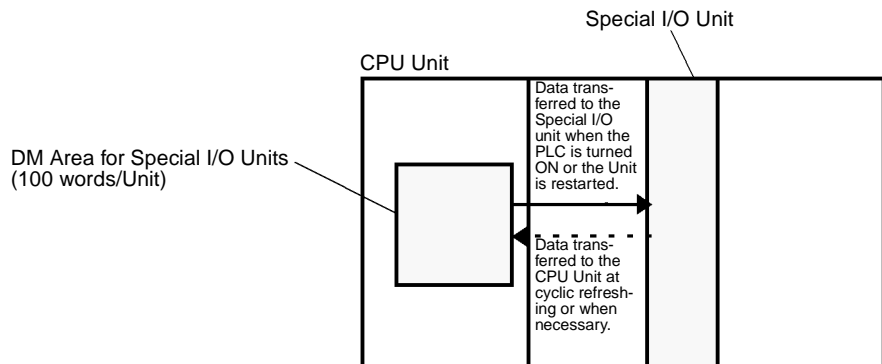 Special I/O Unit
CPU Unit
Data trans-
ferred to the
Special I/O
unit when the
PLC is turned
ON or the Unit
is restarted.
DM Area for Special I/O Units
(100 words/Unit)
Data trans-
ferred to the
CPU Unit at
cyclic refresh-
ing or when
necessary.